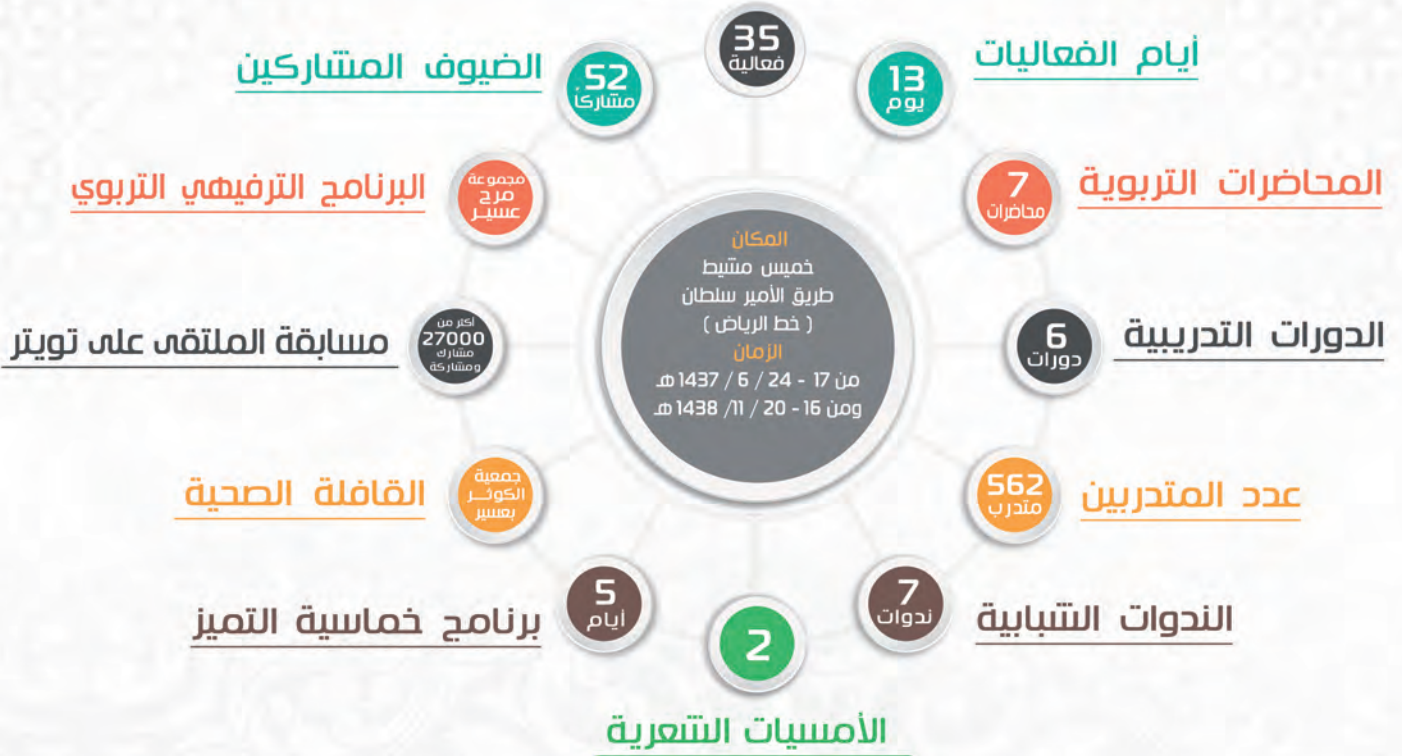 35
فعالية
أيام الفعاليات
13
يوم
المحاضرات التربوية
7
محاضرات
الدورات التدريبية
6
دورات
عدد المتدربين
562
متدرب
الندوات الشبابية
7
ندوات
2
الأمسيات الشعرية
5
أيام
برنامج خماسية التميز
جمعية
الكوثر
بعسير
القافلة الصحية
أكثر من
27000
مشارك
ومشاركة
مسابقة الملتقى على تويتر
مجموعة
مرح
عسير
البرنامج الترفيهي التربوي
52
مشاركاً
الضيوف المشاركين
المكان
خميس مشيط
طريق الأمير سلطان
( خط الرياض )
الزمان
من 17 - 24 / 6 / 1437 هـ
ومن 16 - 20 / 11/ 1438 هـ